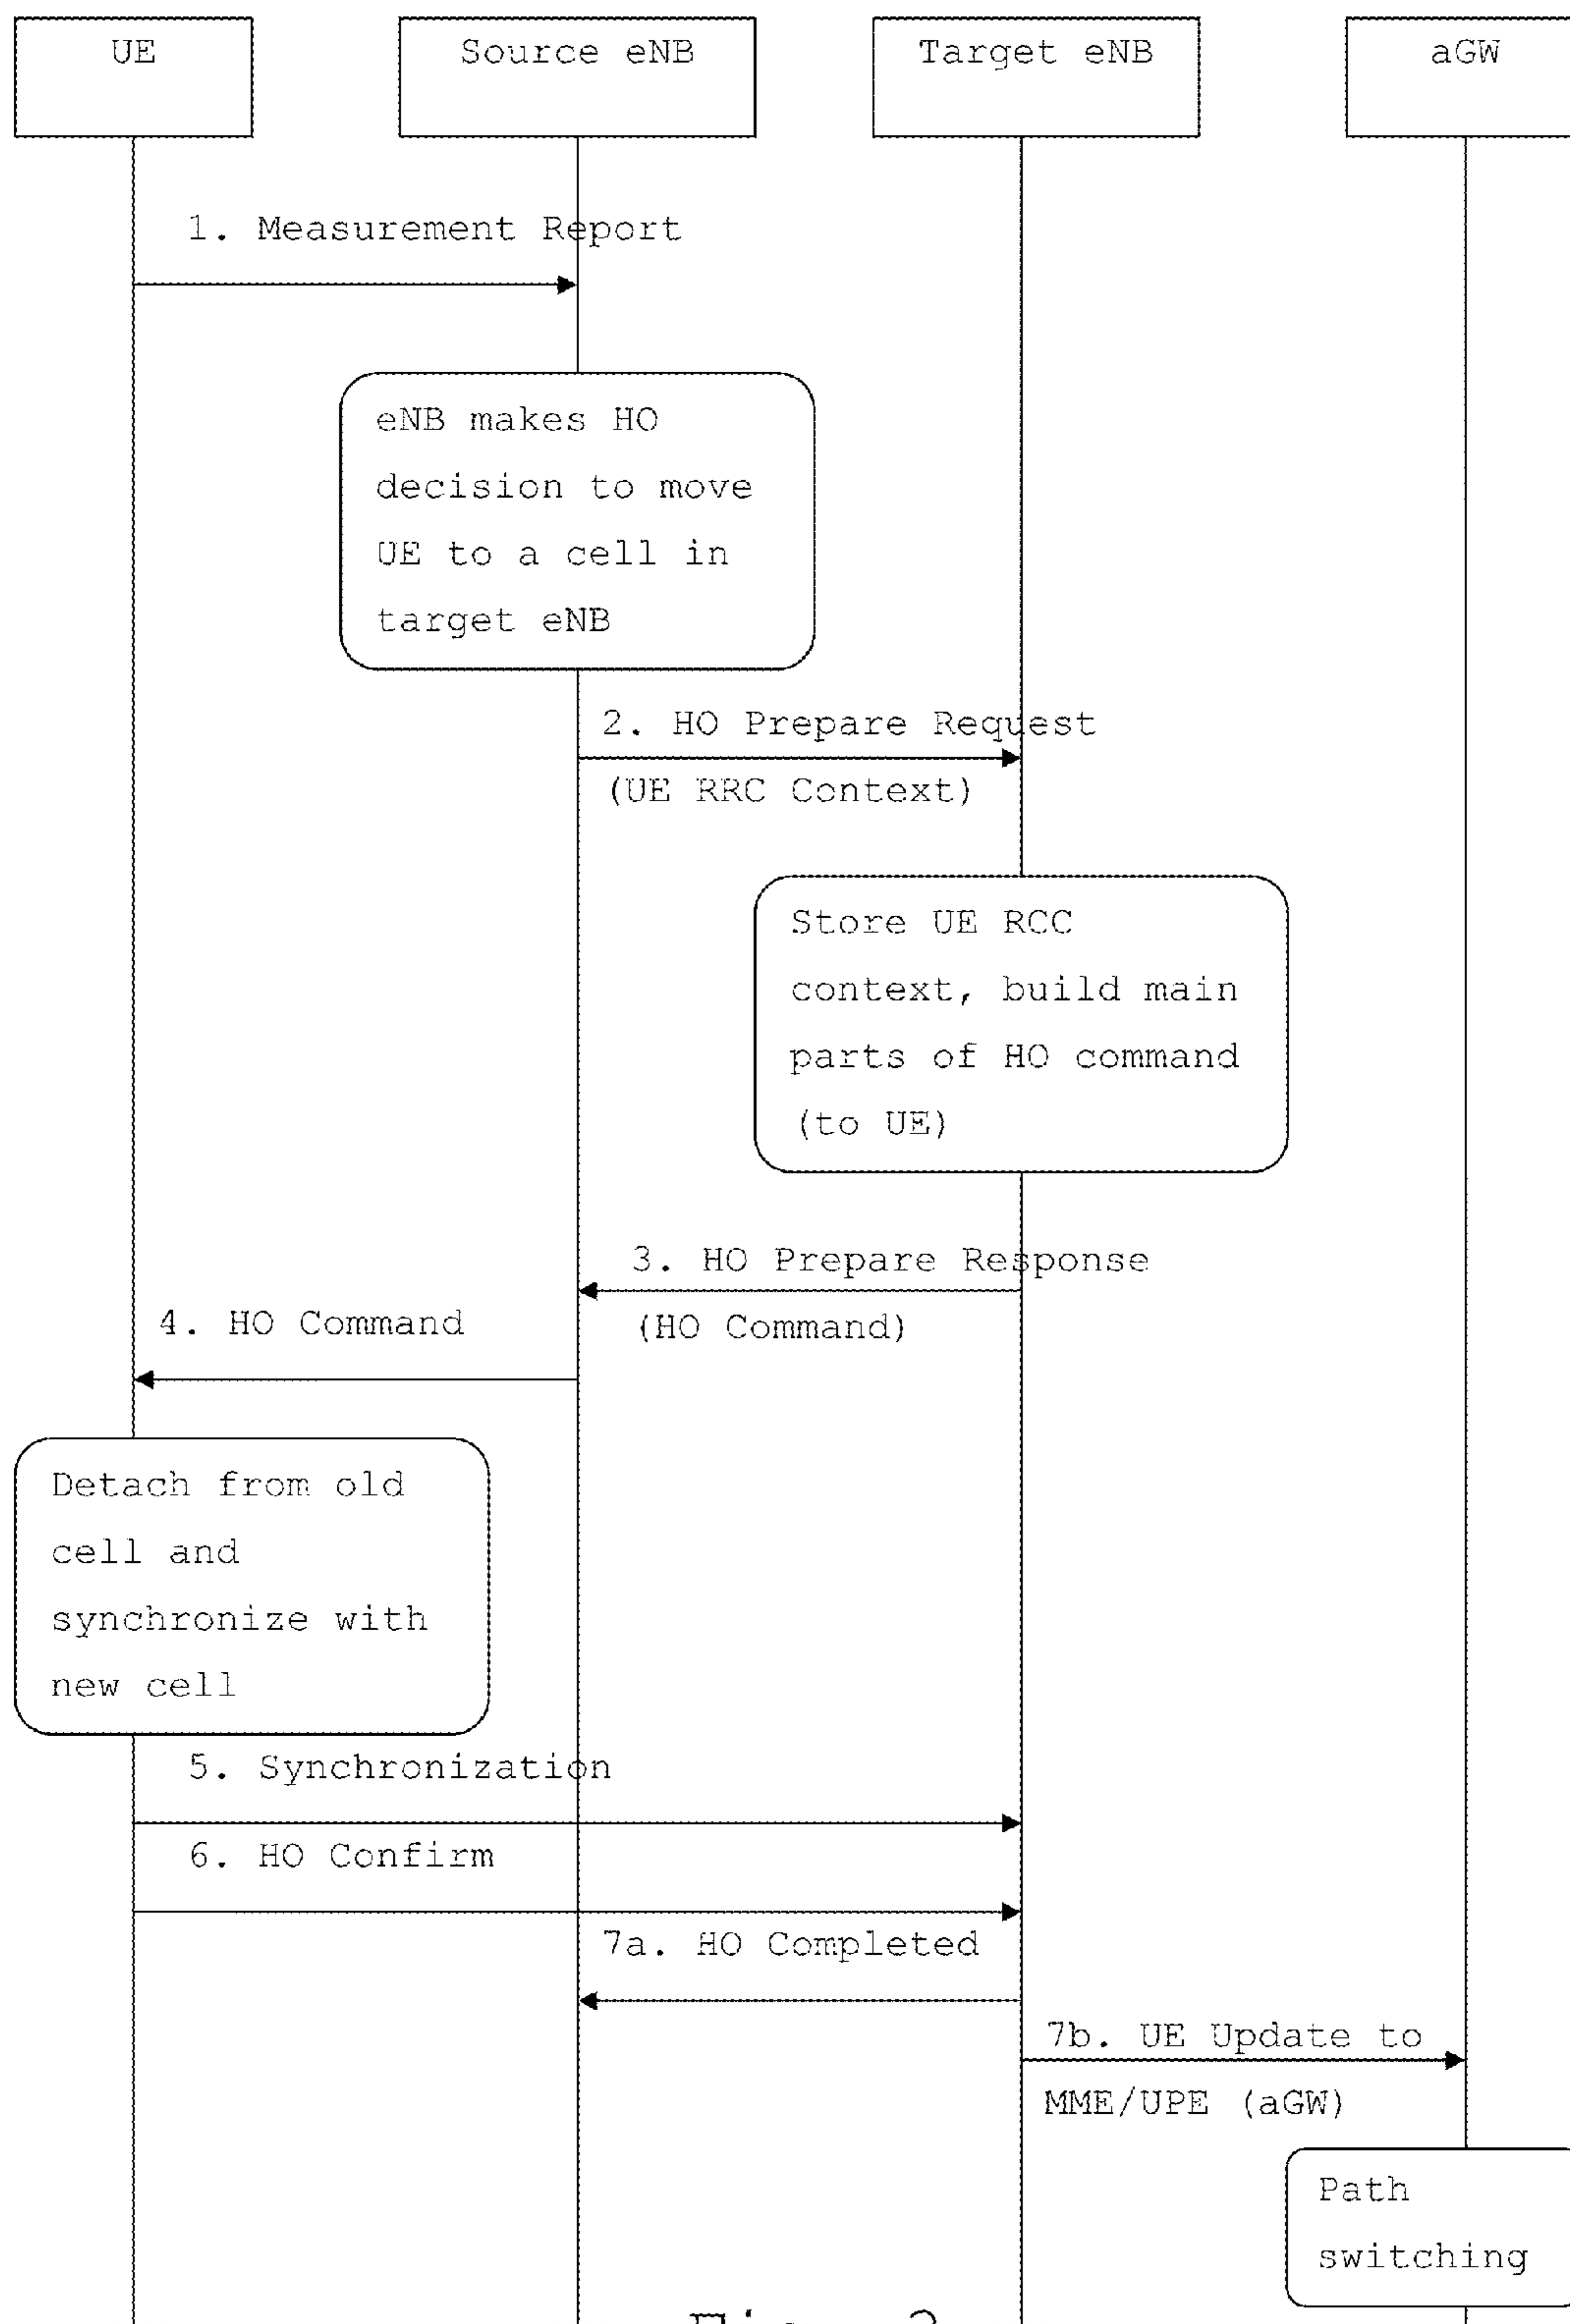 UE
Source eNB
Target eNB
aGW
1. Measurement Report
eNB makes HO
decision to move
UE to a cell in
target eNB
2. HO Prepare Request
(UE RRC Context)
Store UE RCC
context, build main
parts of HO command
(to UE)
3. HO Prepare Response
(HO Command)
4. HO Command
Detach from old
cell and
synchronize with
new cell
5. Synchronization
6. HO Confirm
7a. HO Completed
7b. UE Update to
MME/UPE (aGW)
Path
switching